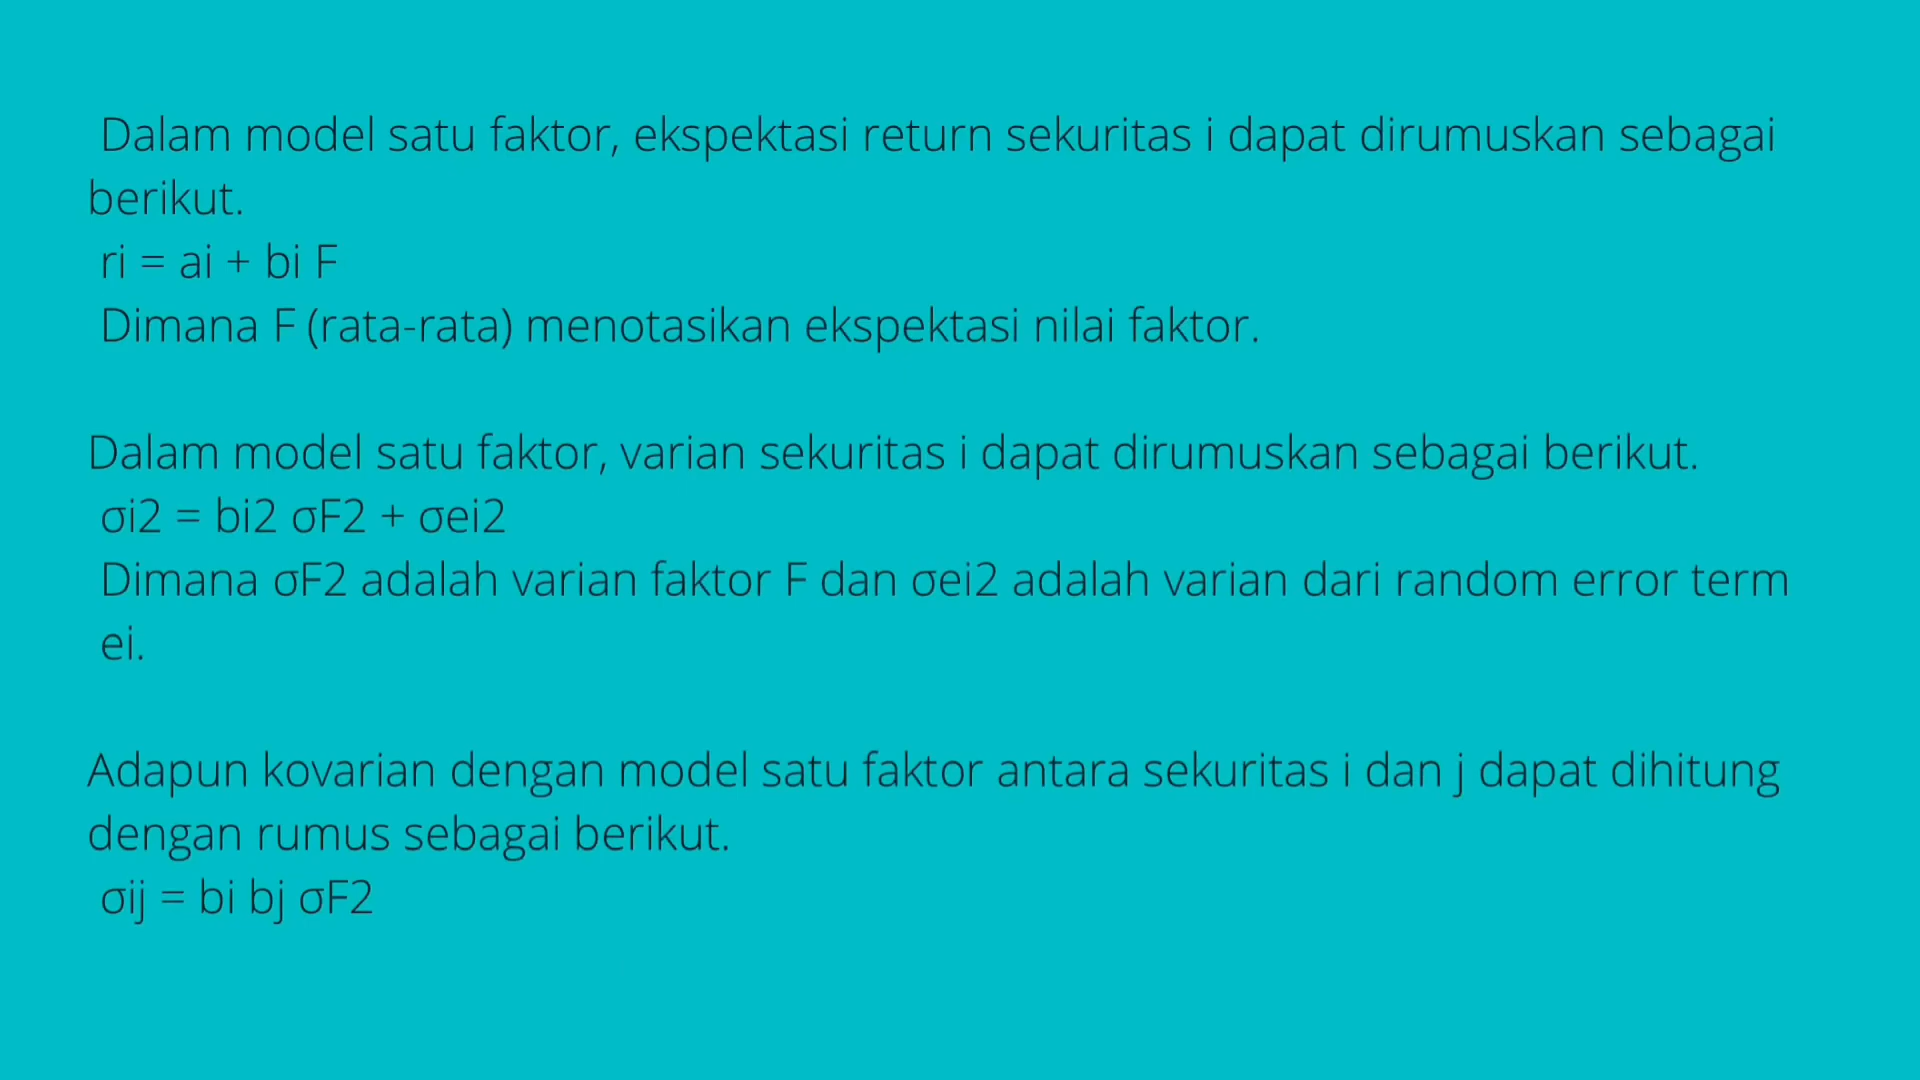 Dalam model satu faktor, ekspektasi return sekuritas i dapat dirumuskan sebagai
berikut.
ri = ai + bi F
Dimana F (rata-rata) menotasikan ekspektasi nilai faktor.
Dalam model satu faktor, varian sekuritas i dapat dirumuskan sebagai berikut.
σi2 = bi2 σF2 + σei2
Dimana σF2 adalah varian faktor F dan σei2 adalah varian dari random error term
ei.
Adapun kovarian dengan model satu faktor antara sekuritas i dan j dapat dihitung
dengan rumus sebagai berikut.
σij = bi bj σF2